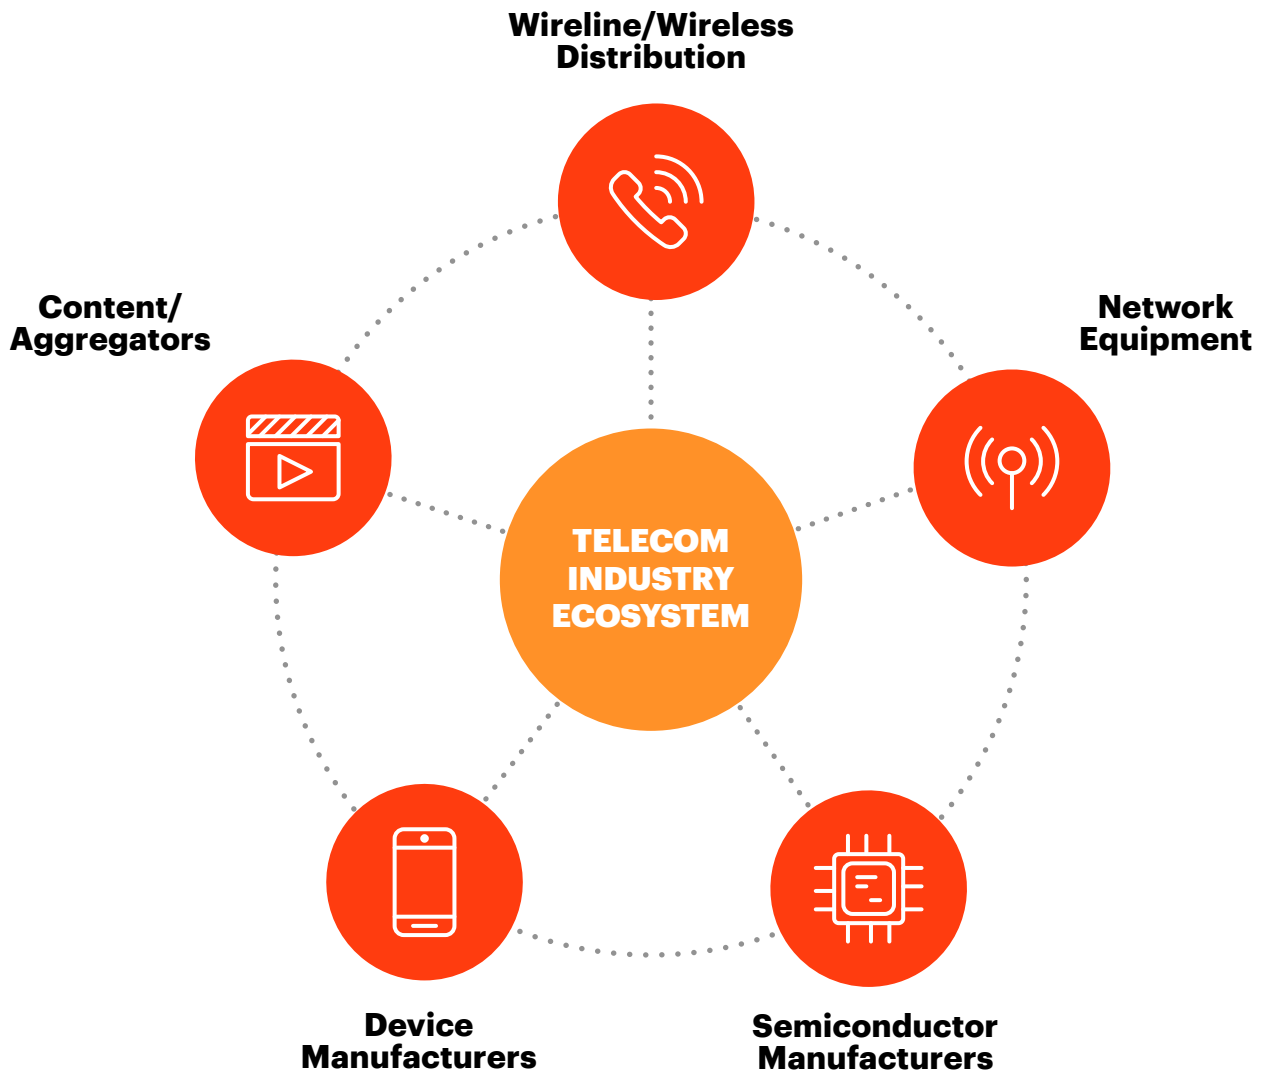 Wireline/Wireless
Distribution
Content/
Aggregators
Network
Equipment
TELECOM
INDUSTRY
ECOSYSTEM
Device
Manufacturers
Semiconductor
Manufacturers